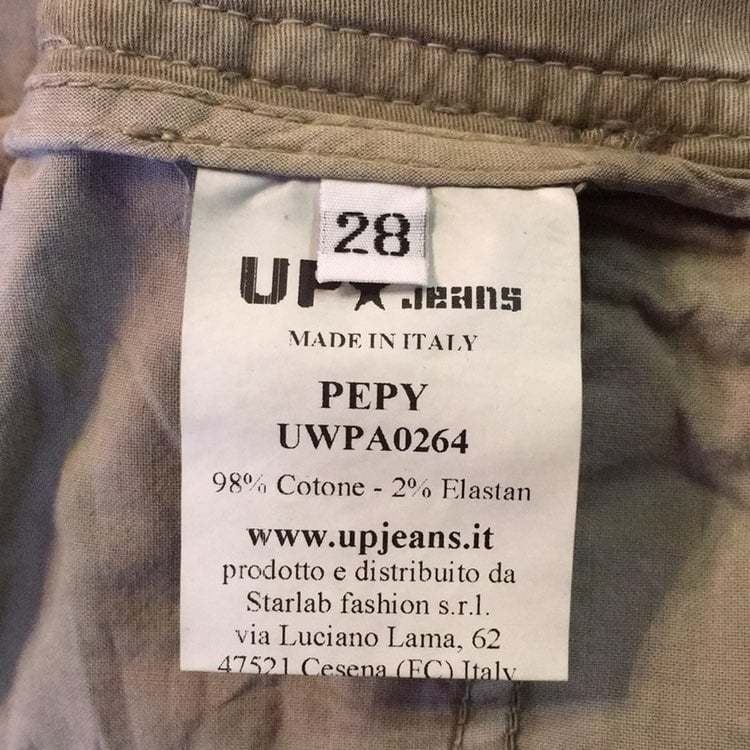 28
UP★Jeans
MADE IN ITALY
PEPY
UWPA0264
98% Cotone - 2% Elastan
www.upjeans.it
prodotto e distribuito da
Starlab fashion s.r.l.
via Luciano Lama, 62
47521 Cesena (FC) Italy